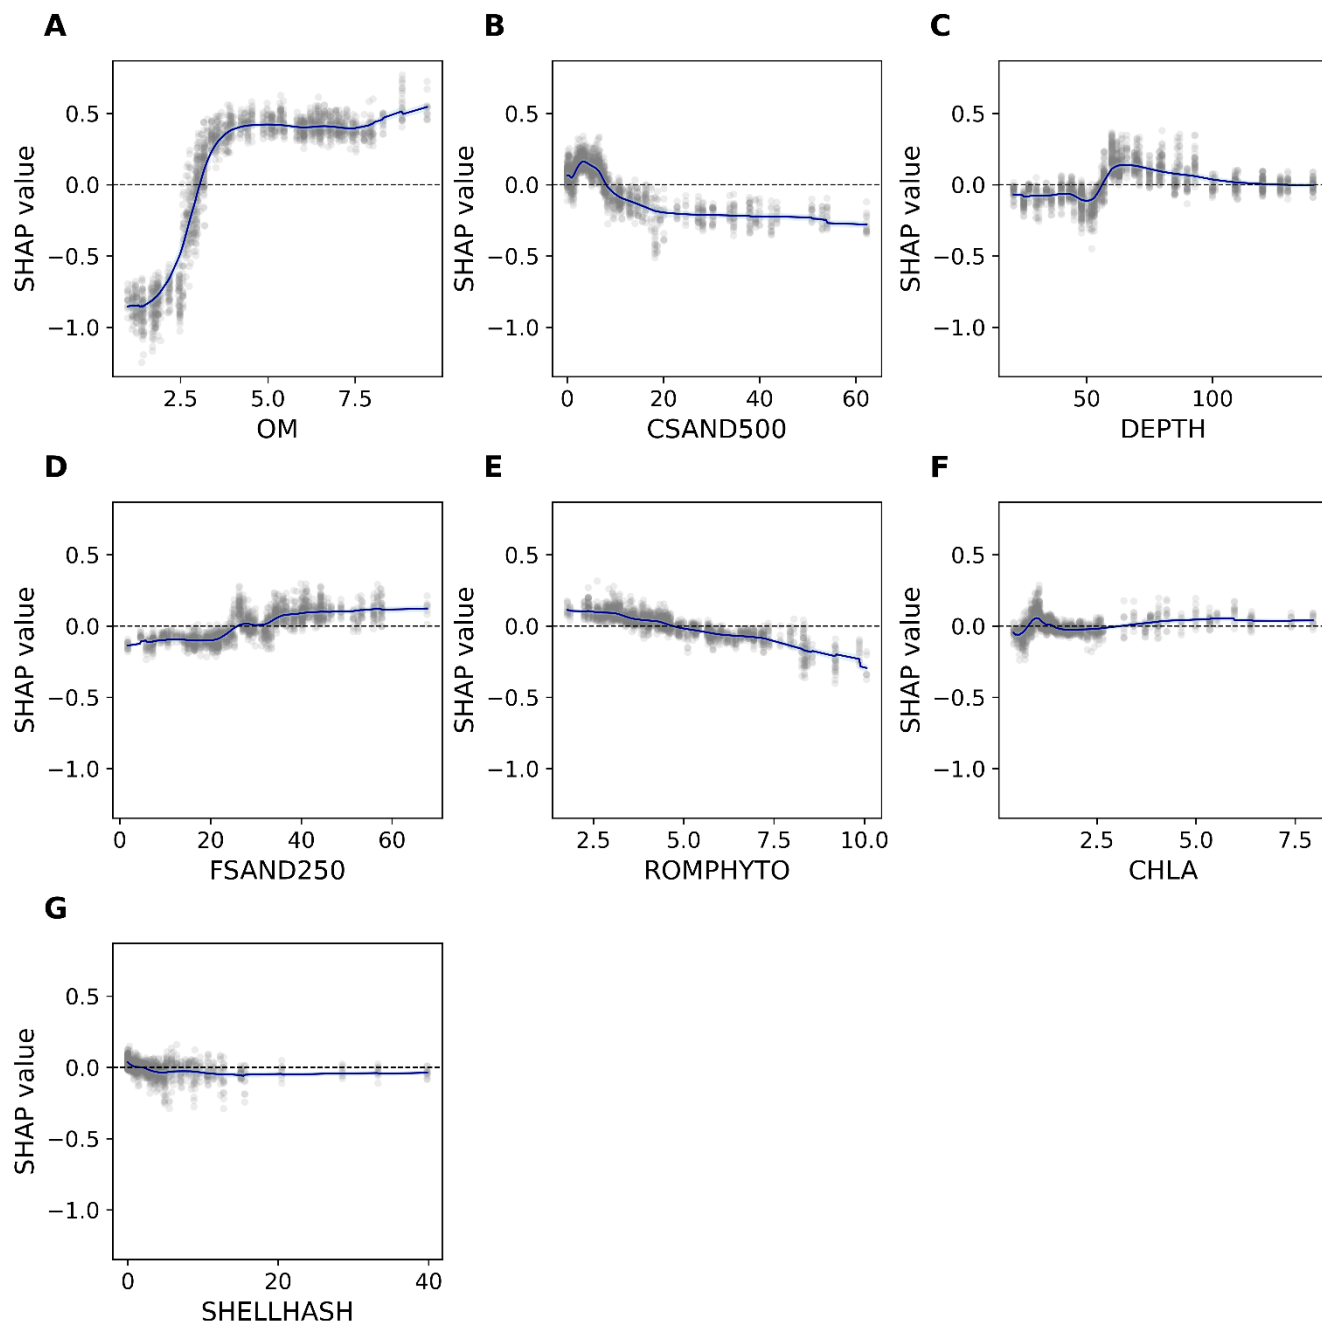 A
B
C
SHAP value
0.5
0.0
−0.5
−1.0
2.5 5.0 7.5
OM
SHAP value
0.5
0.0
−0.5
−1.0
0 20 40 60
CSAND500
SHAP value
0.5
0.0
−0.5
−1.0
50 100
DEPTH
D
E
F
SHAP value
0.5
0.0
−0.5
−1.0
0 20 40 60
FSAND250
SHAP value
0.5
0.0
−0.5
−1.0
2.5 5.0 7.5 10.0
ROMPHYTO
SHAP value
0.5
0.0
−0.5
−1.0
2.5 5.0 7.5
CHLA
G
SHAP value
0.5
0.0
−0.5
−1.0
0 20 40
SHELLHASH